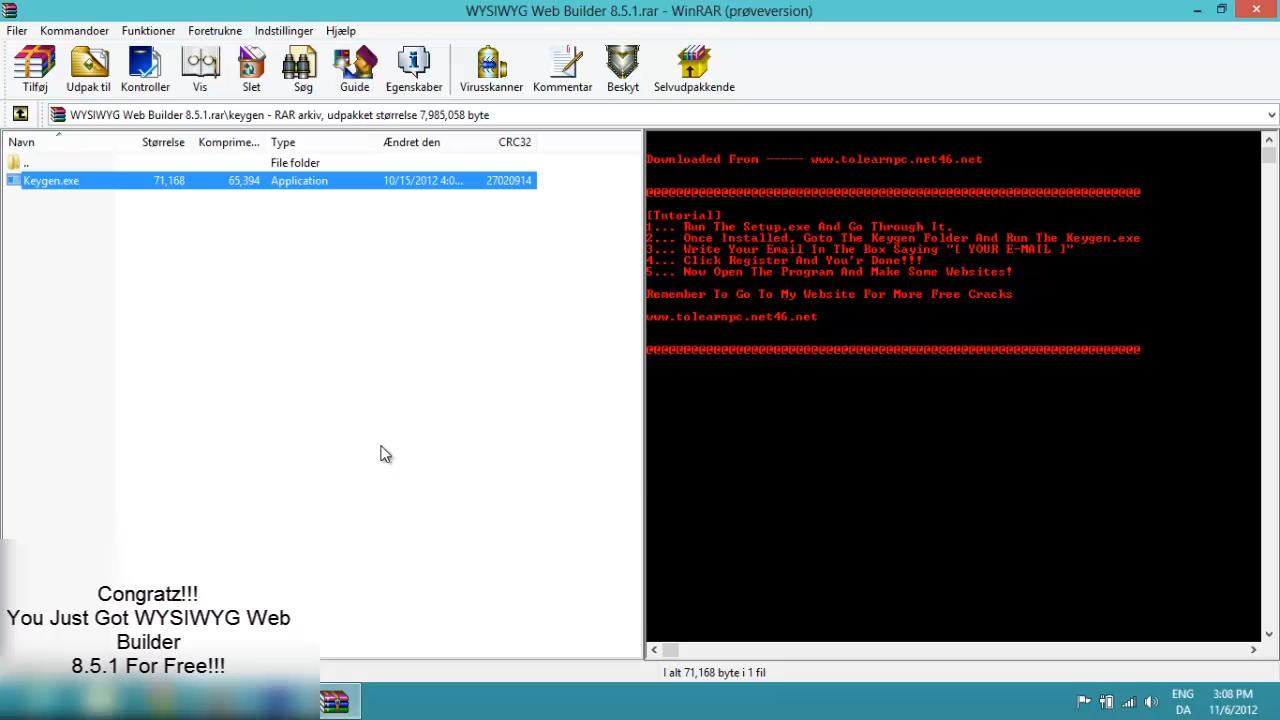 WYSIWYG Web Builder 8.5.1.rar - WinRAR (prøveversion)
Filer Kommandoer Funktioner Foretrukne Indstillinger Hjælp
Tilføj Udpak til Kontroller Vis Slet Søg Guide Egenskaber Virusskanner Kommentar Beskyt Selvudpakkende
WYSIWYG Web Builder 8.5.1.rar\keygen - RAR arkiv, udpakket størrelse 7,985,058 byte
Navn Størrelse Komprime... Type Ændret den CRC32
.. File folder
Keygen.exe 71,168 65,394 Application 10/15/2012 4:0... 27020914
Downloaded From ----- www.tolearnpc.net46.net
[Tutorial]
1... Run The Setup.exe And Go Through It.
2... Once Installed, Goto The Keygen Folder And Run The Keygen.exe
3... Write Your Email In The Box Saying "[ YOUR E-MAIL ]"
4... Click Register And You'r Done!!!
5... Now Open The Program And Make Some Websites!
Remember To Go To My Website For More Free Cracks
www.tolearnpc.net46.net
Congratz!!!
You Just Got WYSIWYG Web
Builder
8.5.1 For Free!!!
I alt 71,168 byte i 1 fil
ENG
DA
3:08 PM
11/6/2012